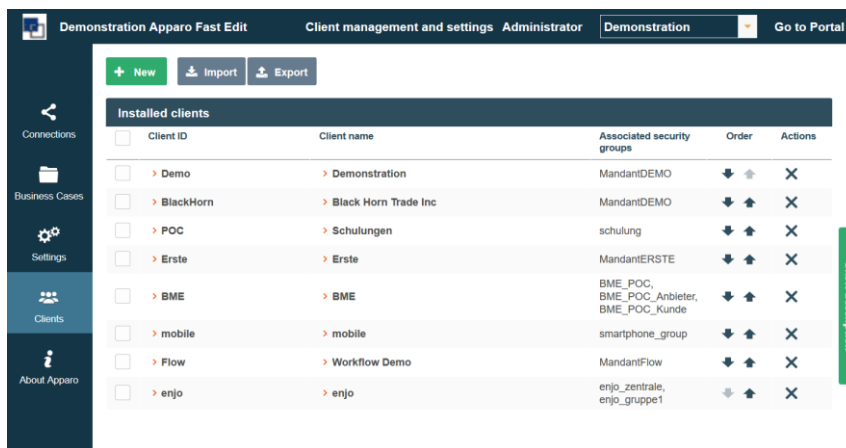 Demonstration Apparo Fast Edit Client management and settings Administrator Demonstration Go to Portal
New Import Export
Connections
Business Cases
Settings
Clients
About Apparo
Installed clients
Client ID Client name Associated security groups Order Actions
Demo Demonstration MandantDEMO
BlackHorn Black Horn Trade Inc MandantDEMO
POC Schulungen schulung
Erste Erste MandantERSTE
BME BME BME_POC,
BME_POC_Anbieter,
BME_POC_Kunde
mobile mobile smartphone_group
Flow Workflow Demo MandantFlow
enjo enjo enjo_zentrale,
enjo_gruppe1